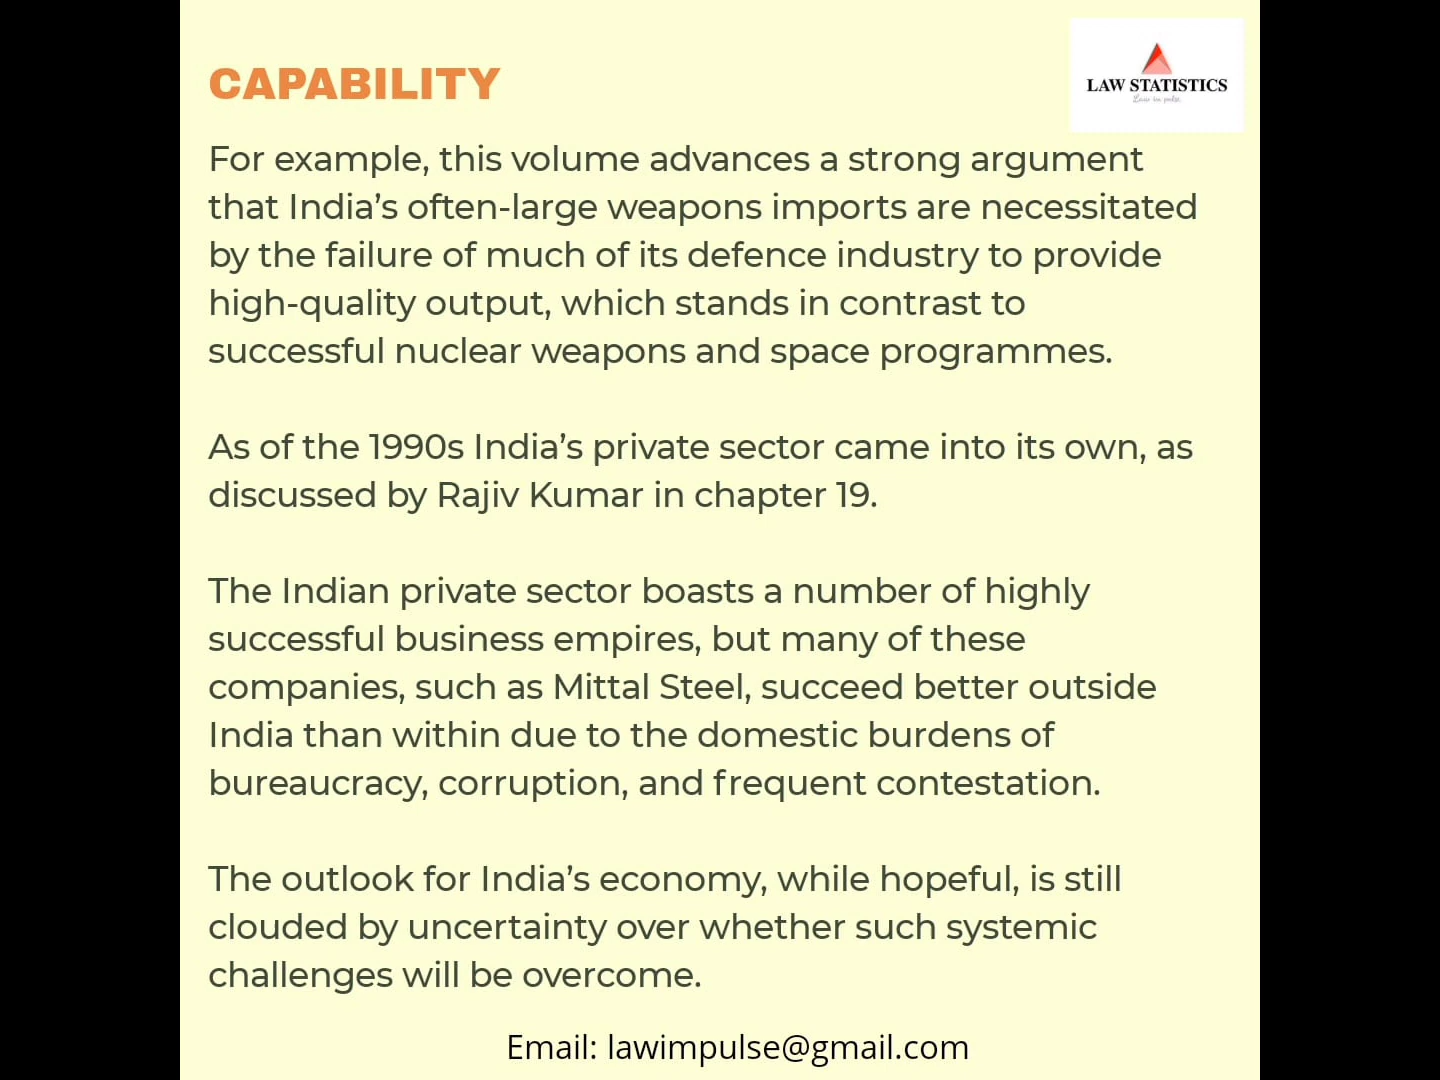 CAPABILITY
LAW STATISTICS
For example, this volume advances a strong argument
that India’s often-large weapons imports are necessitated
by the failure of much of its defence industry to provide
high-quality output, which stands in contrast to
successful nuclear weapons and space programmes.
As of the 1990s India’s private sector came into its own, as
discussed by Rajiv Kumar in chapter 19.
The Indian private sector boasts a number of highly
successful business empires, but many of these
companies, such as Mittal Steel, succeed better outside
India than within due to the domestic burdens of
bureaucracy, corruption, and frequent contestation.
The outlook for India’s economy, while hopeful, is still
clouded by uncertainty over whether such systemic
challenges will be overcome.
Email: lawimpulse@gmail.com